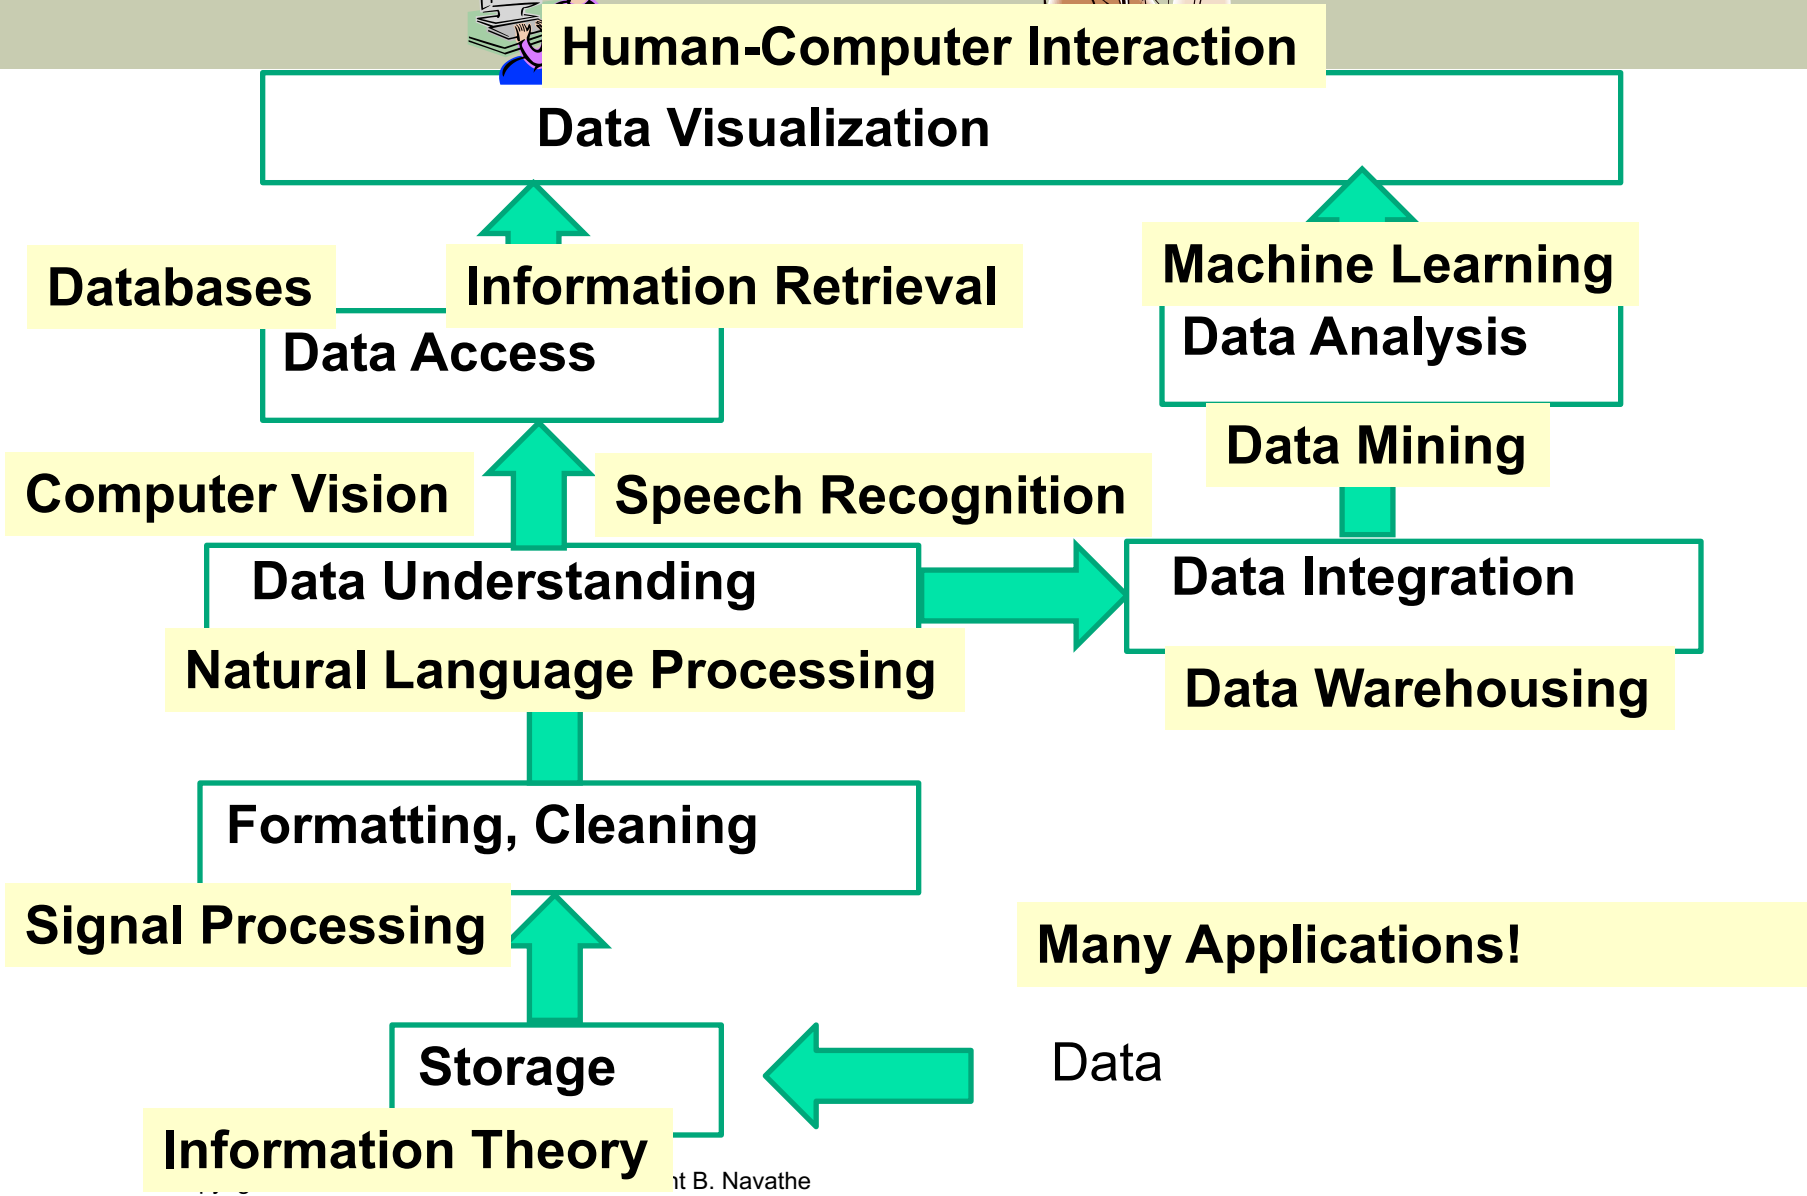 Human-Computer Interaction
Data Visualization
Databases
Information Retrieval
Machine Learning
Data Access
Data Analysis
Data Mining
Computer Vision
Speech Recognition
Data Understanding
Data Integration
Natural Language Processing
Data Warehousing
Formatting, Cleaning
Signal Processing
Many Applications!
Storage
Data
Information Theory
B. Navathe